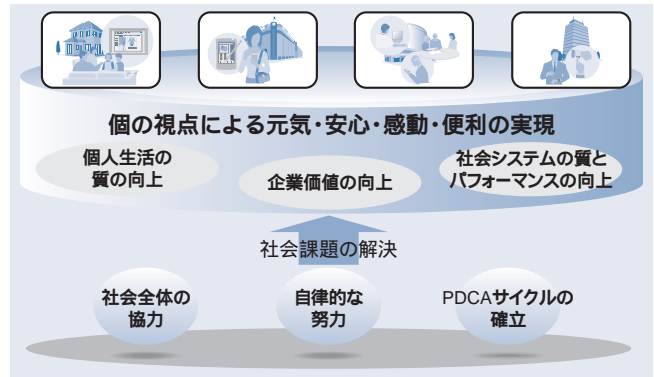 個の視点による元気・安心・感動・便利の実現
個人生活の
質の向上
企業価値の向上
社会システムの質と
パフォーマンスの向上
社会課題の解決
社会全体の
協力
自律的な
努力
PDCAサイクルの
確立